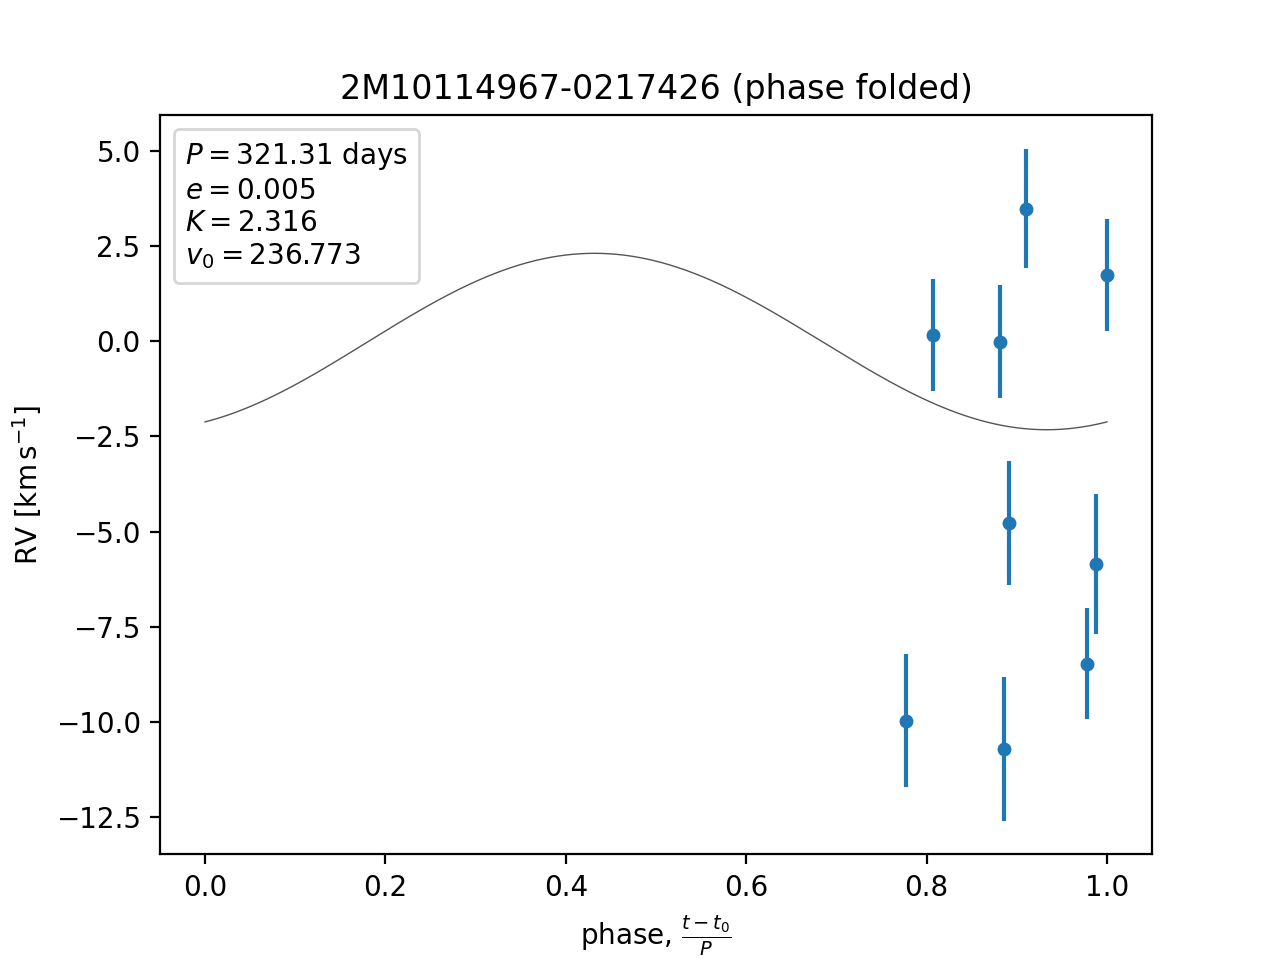 2M10114967-0217426 (phase folded)
P = 321.31 days
e = 0.005
K = 2.316
v₀ = 236.773
5.0
2.5
0.0
−2.5
−5.0
−7.5
−10.0
−12.5
RV [km s⁻¹]
0.0 0.2 0.4 0.6 0.8 1.0
phase, (t − t₀)/P